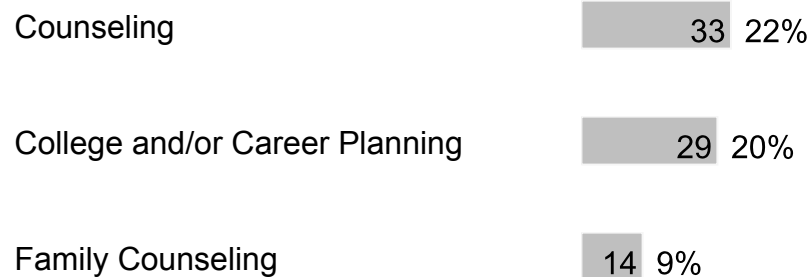 Counseling 33 22%
College and/or Career Planning 29 20%
Family Counseling 14 9%